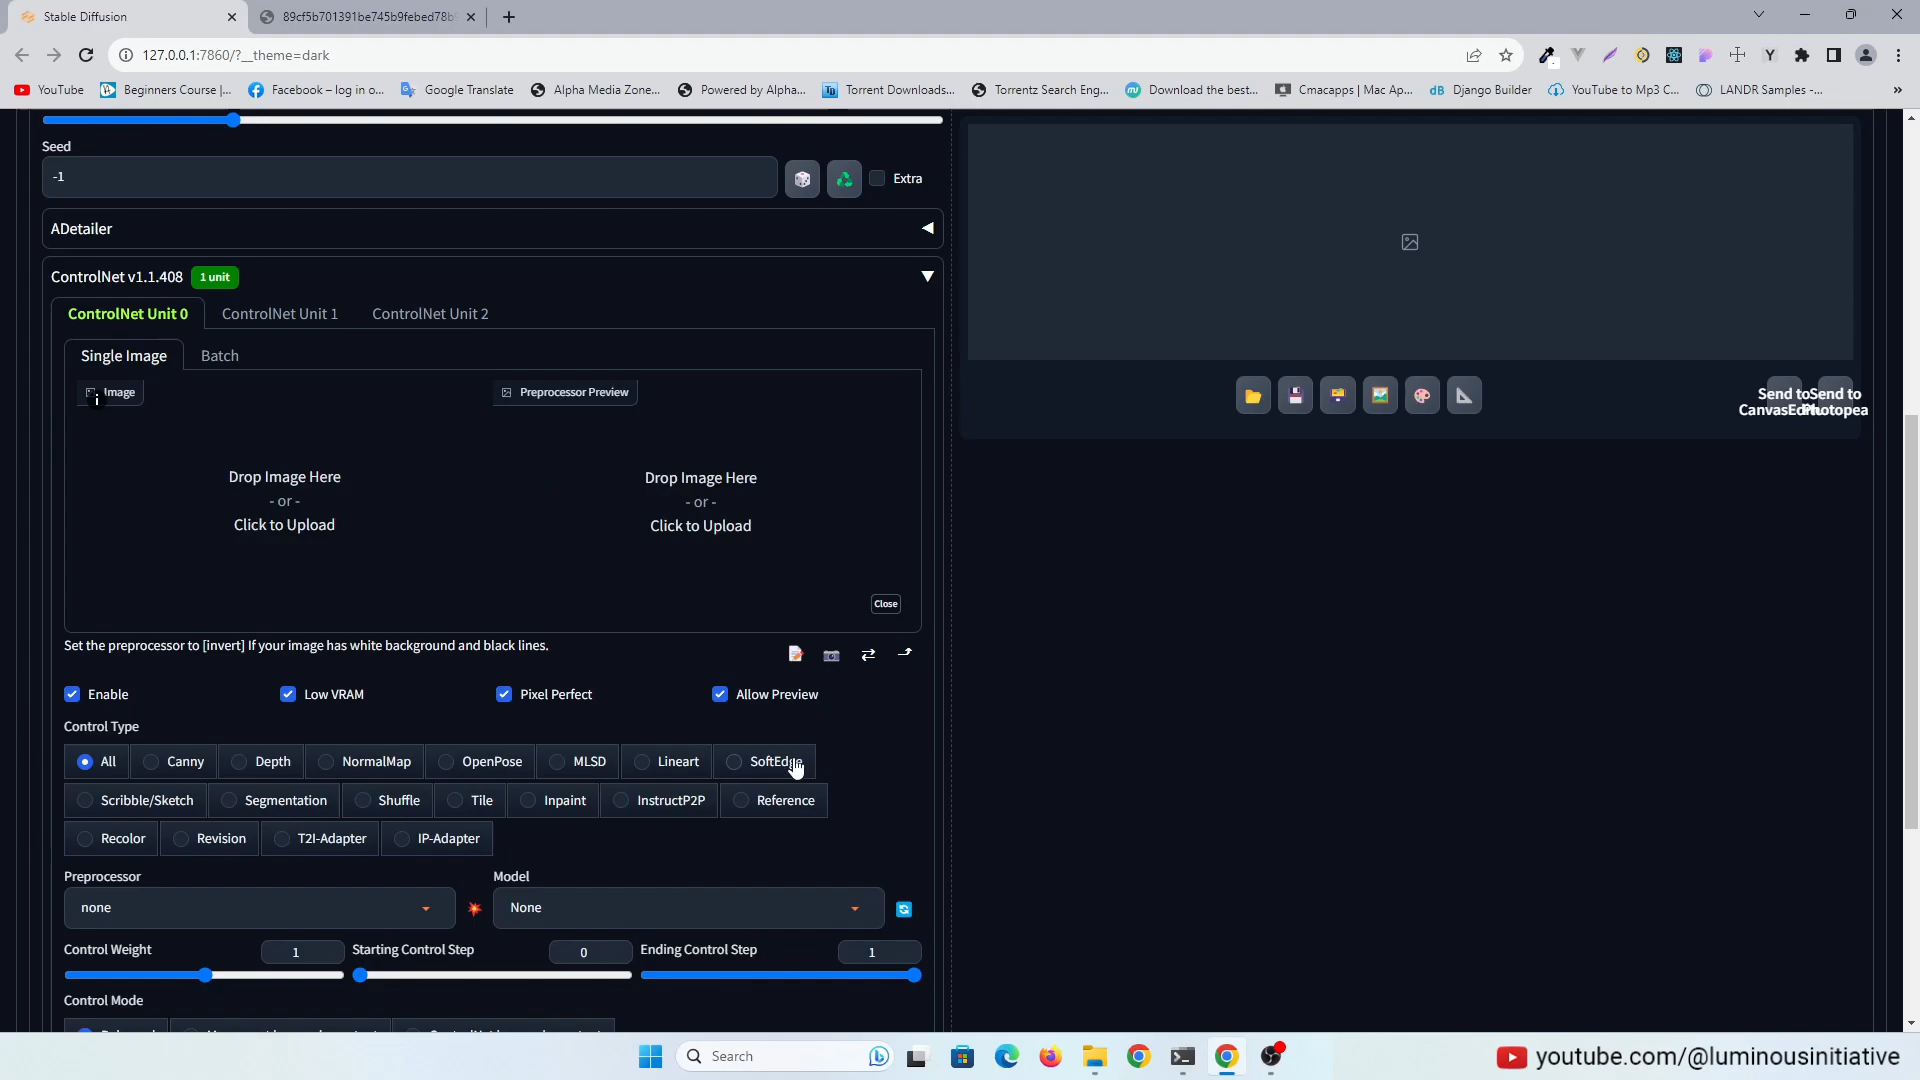 Stable Diffusion
89cf5b701391be745b9febed78b9
127.0.0.1:7860/?__theme=dark
YouTube
Beginners Course |...
Facebook – log in o...
Google Translate
Alpha Media Zone...
Powered by Alpha...
Torrent Downloads...
Torrentz Search Eng...
Download the best...
Cmacapps | Mac Ap...
Django Builder
YouTube to Mp3 C...
LANDR Samples -...
Seed
-1
Extra
ADetailer
ControlNet v1.1.408
1 unit
ControlNet Unit 0
ControlNet Unit 1
ControlNet Unit 2
Single Image
Batch
Image
Preprocessor Preview
Drop Image Here
- or -
Click to Upload
Drop Image Here
- or -
Click to Upload
Close
Send to
Send to
Photopea
Set the preprocessor to [invert] If your image has white background and black lines.
Enable
Low VRAM
Pixel Perfect
Allow Preview
Control Type
All
Canny
Depth
NormalMap
OpenPose
MLSD
Lineart
SoftEdge
Scribble/Sketch
Segmentation
Shuffle
Tile
Inpaint
InstructP2P
Reference
Recolor
Revision
T2I-Adapter
IP-Adapter
Preprocessor
Model
none
None
Control Weight
1
Starting Control Step
0
Ending Control Step
1
Control Mode
Search
youtube.com/@luminousinitiative